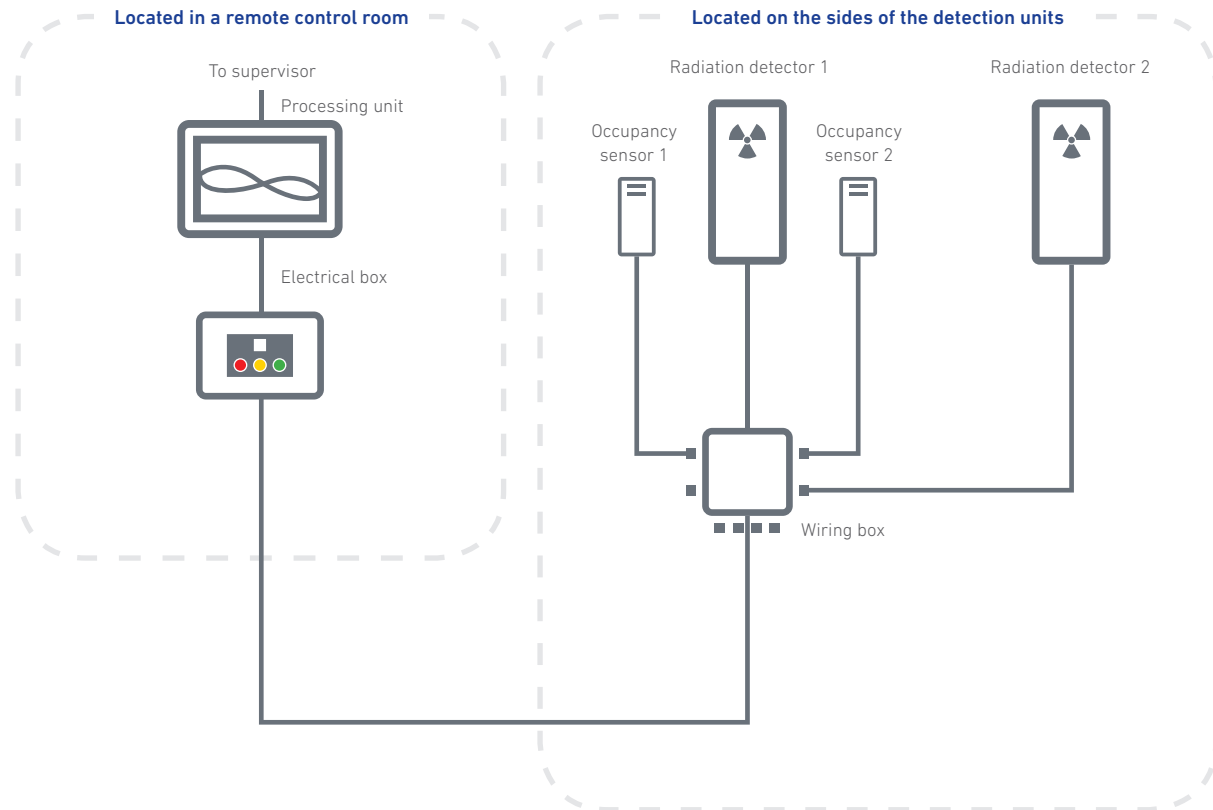 Located in a remote control room
To supervisor
Processing unit
Electrical box
Located on the sides of the detection units
Radiation detector 1
Radiation detector 2
Occupancy
sensor 1
Occupancy
sensor 2
Wiring box